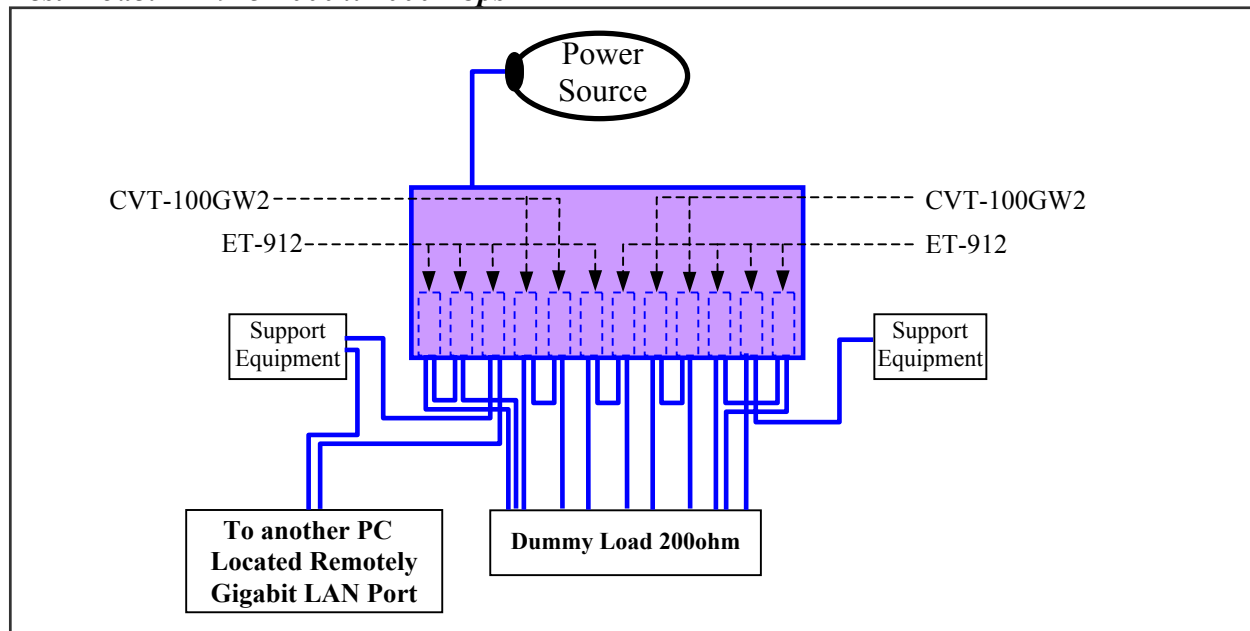 Power
Source
CVT-100GW2
CVT-100GW2
ET-912
ET-912
Support
Equipment
Support
Equipment
To another PC
Located Remotely
Gigabit LAN Port
Dummy Load 200ohm